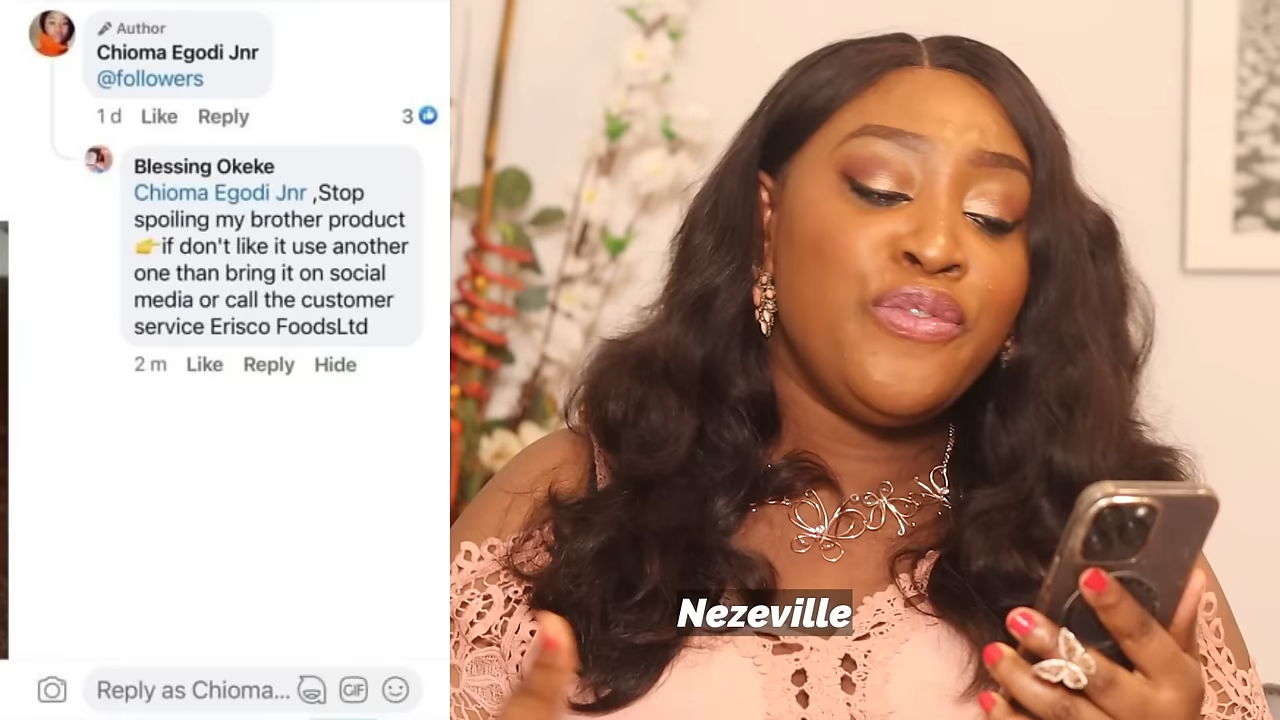 Author
Chioma Egodi Jnr
@followers
1 d Like Reply 3
Blessing Okeke
Chioma Egodi Jnr ,Stop
spoiling my brother product
👉if don't like it use another
one than bring it on social
media or call the customer
service Erisco FoodsLtd
2 m Like Reply Hide
Reply as Chioma... GIF
Nezeville